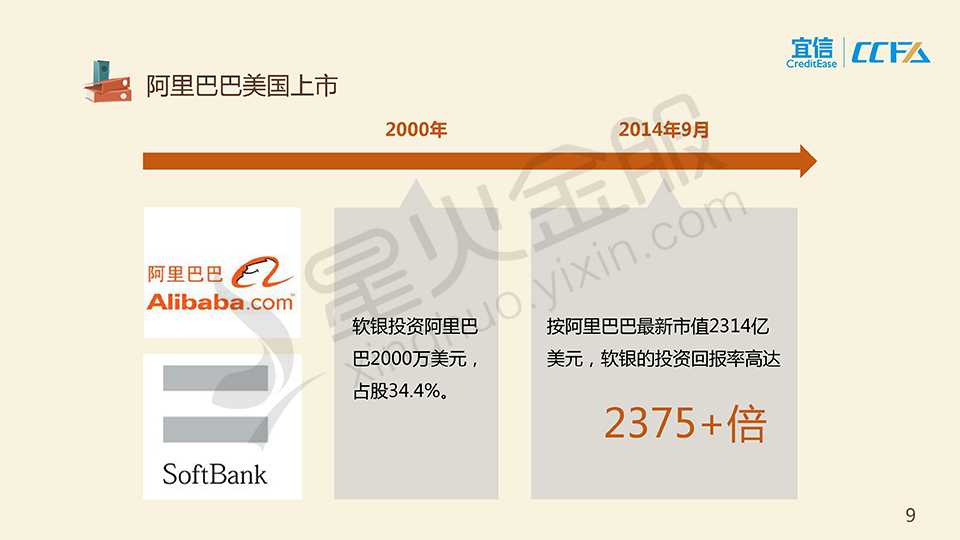 宜信
CreditEase
CCFA
阿里巴巴美国上市
2000年
2014年9月
阿里巴巴
Alibaba.com™
SoftBank
软银投资阿里巴
巴2000万美元，
占股34.4%。
按阿里巴巴最新市值2314亿
美元，软银的投资回报率高达
2375+倍
星火金服
xinghuo.yixin.com
9